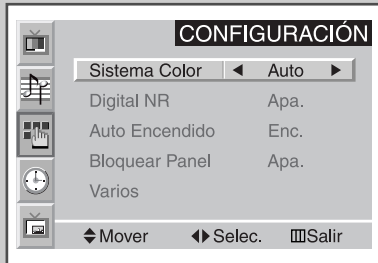 CONFIGURACIÓN
Sistema Color ◀ Auto ▶
Digital NR Apa.
Auto Encendido Enc.
Bloquear Panel Apa.
Varios
Mover Selec. Salir